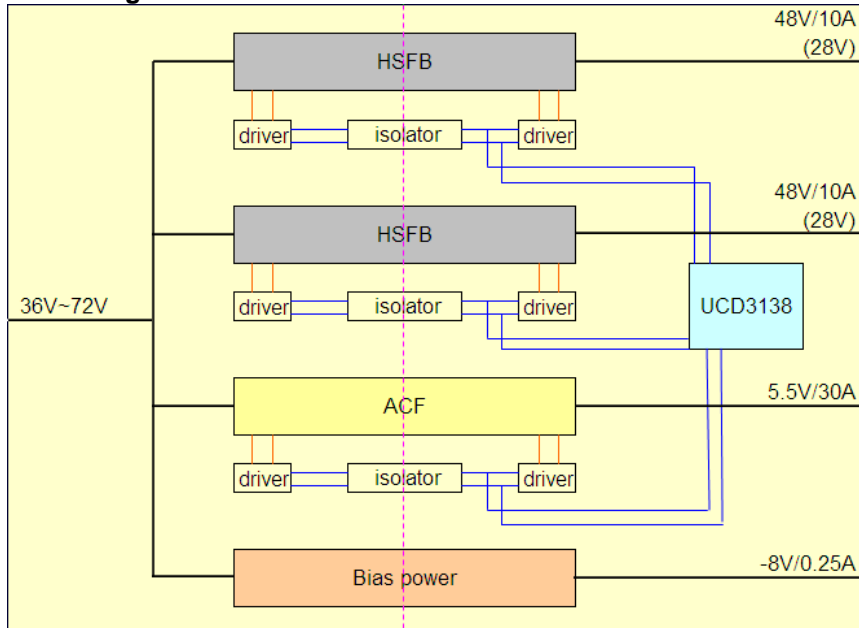 48V/10A
HSFB
(28V)
driver
isolator
driver
48V/10A
(28V)
HSFB
36V~72V
driver
isolator
driver
UCD3138
5.5V/30A
ACF
driver
isolator
driver
-8V/0.25A
Bias power